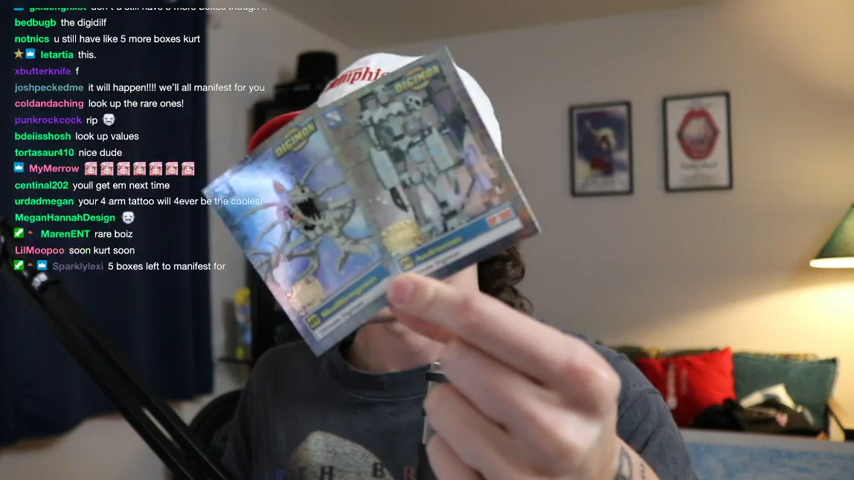 bedbugb the digidilf
notnics u still have like 5 more boxes kurt
letartia this.
xbutterknife f
joshpeckedme it will happen!!!! we'll all manifest for you
coldandaching look up the rare ones!
punkrockcock rip
bdeiisshosh look up values
tortasaur410 nice dude
MyMerrow
centinal202 youll get em next time
urdadmegan your 4 arm tattoo will 4ever be the coolest
MeganHannahDesign
MarenENT rare boiz
LilMoopoo soon kurt soon
Sparklylexi 5 boxes left to manifest for
DIGIMON
DIGIMON